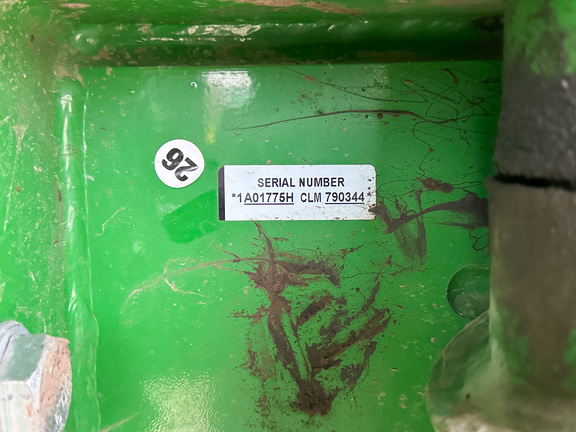 26
SERIAL NUMBER
*1A01775H CLM 790344*